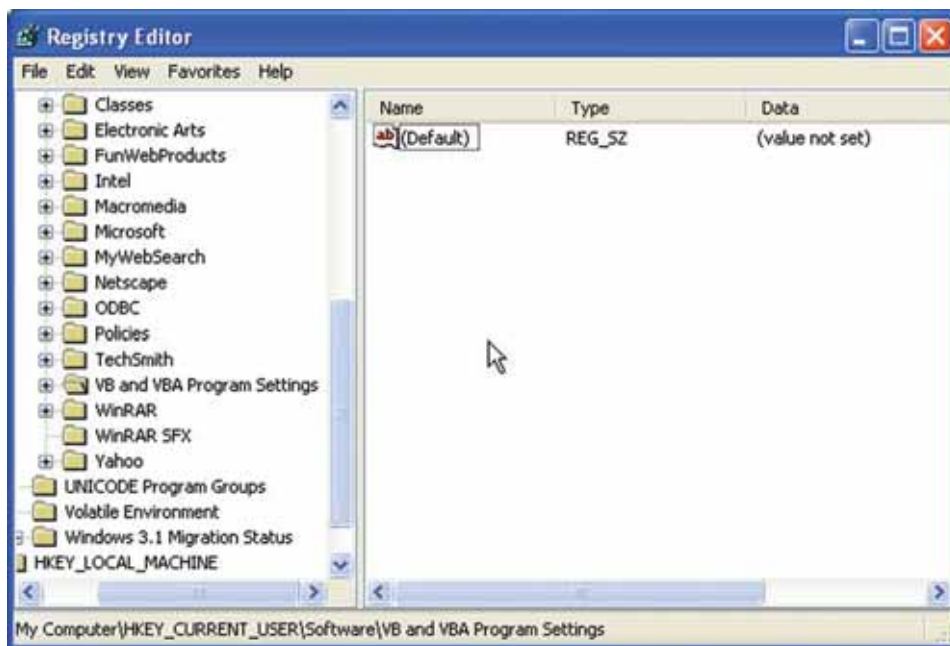 Registry Editor
File Edit View Favorites Help
Classes
Electronic Arts
FunWebProducts
Intel
Macromedia
Microsoft
MyWebSearch
Netscape
ODBC
Policies
TechSmith
VB and VBA Program Settings
WinRAR
WinRAR SFX
Yahoo
UNICODE Program Groups
Volatile Environment
Windows 3.1 Migration Status
HKEY_LOCAL_MACHINE
Name Type Data
ab (Default) REG_SZ (value not set)
My Computer\HKEY_CURRENT_USER\Software\VB and VBA Program Settings